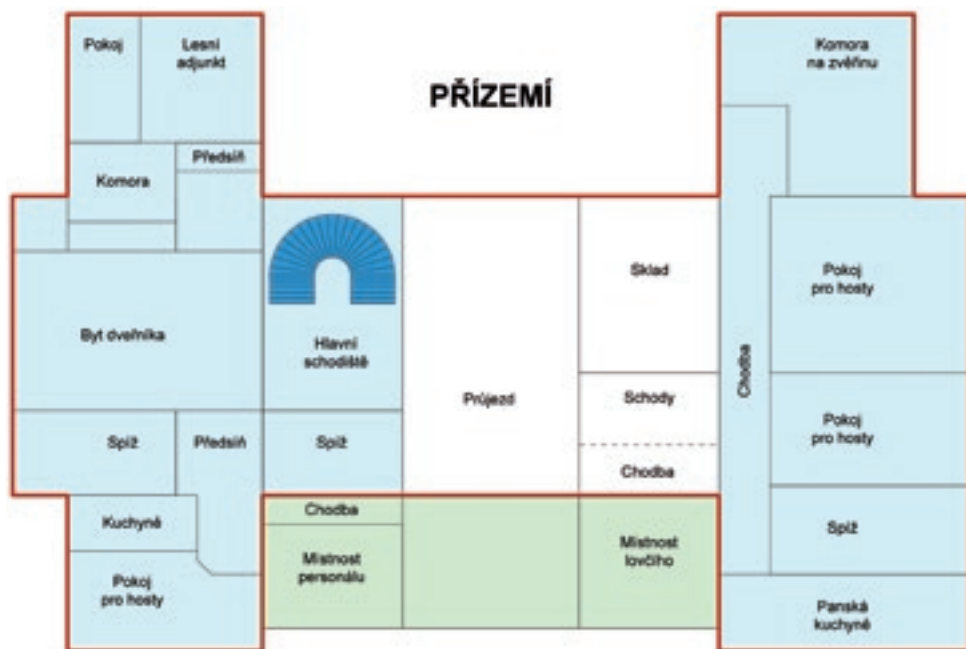 PŘÍZEMÍ
Pokoj
Lesní
adjunkt
Komora
na zvěřinu
Předsíň
Komora
Sklad
Pokoj
pro hosty
Byt dveřníka
Hlavní
schodiště
Chodba
Průjezd
Schody
Pokoj
pro hosty
Spíž
Předsíň
Spíž
Chodba
Kuchyně
Chodba
Spíž
Místnost
personálu
Místnost
lovčího
Pokoj
pro hosty
Panská
kuchyně